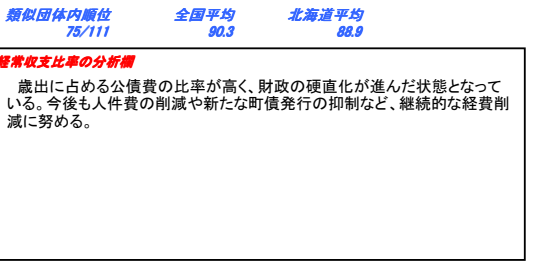 類似団体内順位 全国平均 北海道平均
75/111 90.3 88.9
経常収支比率の分析欄
歳出に占める公債費の比率が高く、財政の硬直化が進んだ状態となって
いる。今後も人件費の削減や新たな町債発行の抑制など、継続的な経費削
減に努める。